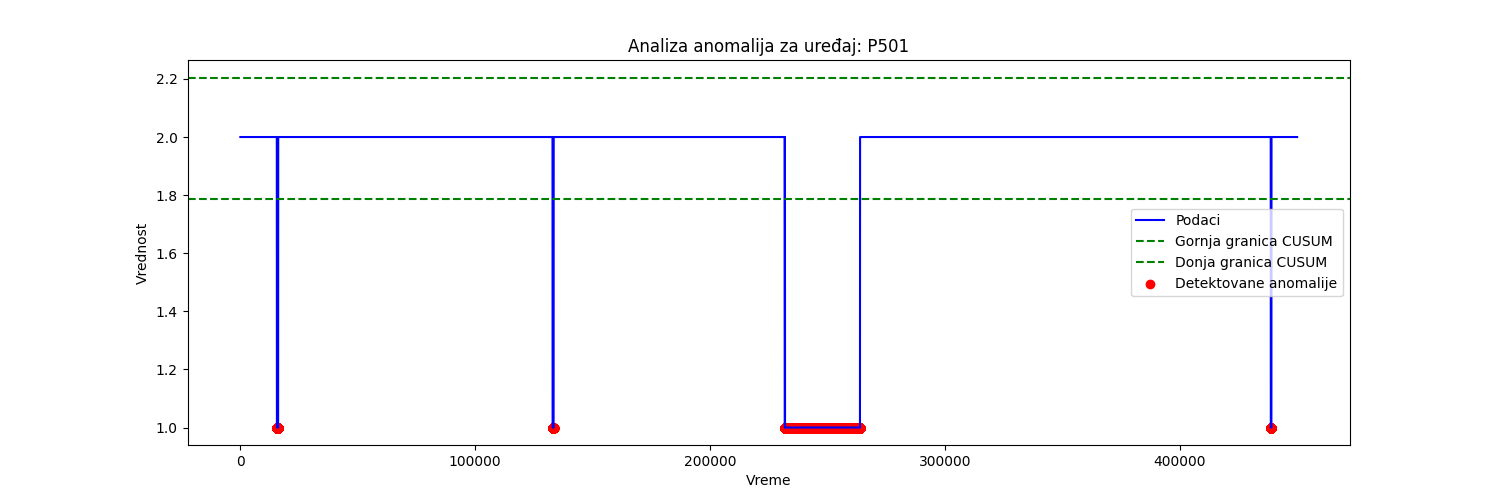 Analiza anomalija za uređaj: P501
2.2
2.0
1.8
1.6
1.4
1.2
1.0
Vrednost
Podaci
Gornja granica CUSUM
Donja granica CUSUM
Detektovane anomalije
0 100000 200000 300000 400000
Vreme